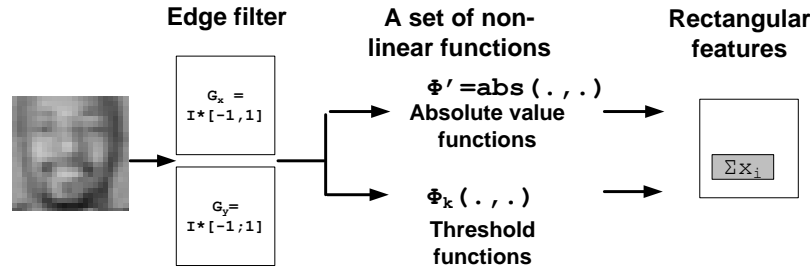 Edge filter
A set of non-
linear functions
Rectangular
features
Gx =
I*[-1,1]
Gy=
I*[-1;1]
Φ’=abs(.,.)
Absolute value
functions
Φk(.,.)
Threshold
functions
Σxi